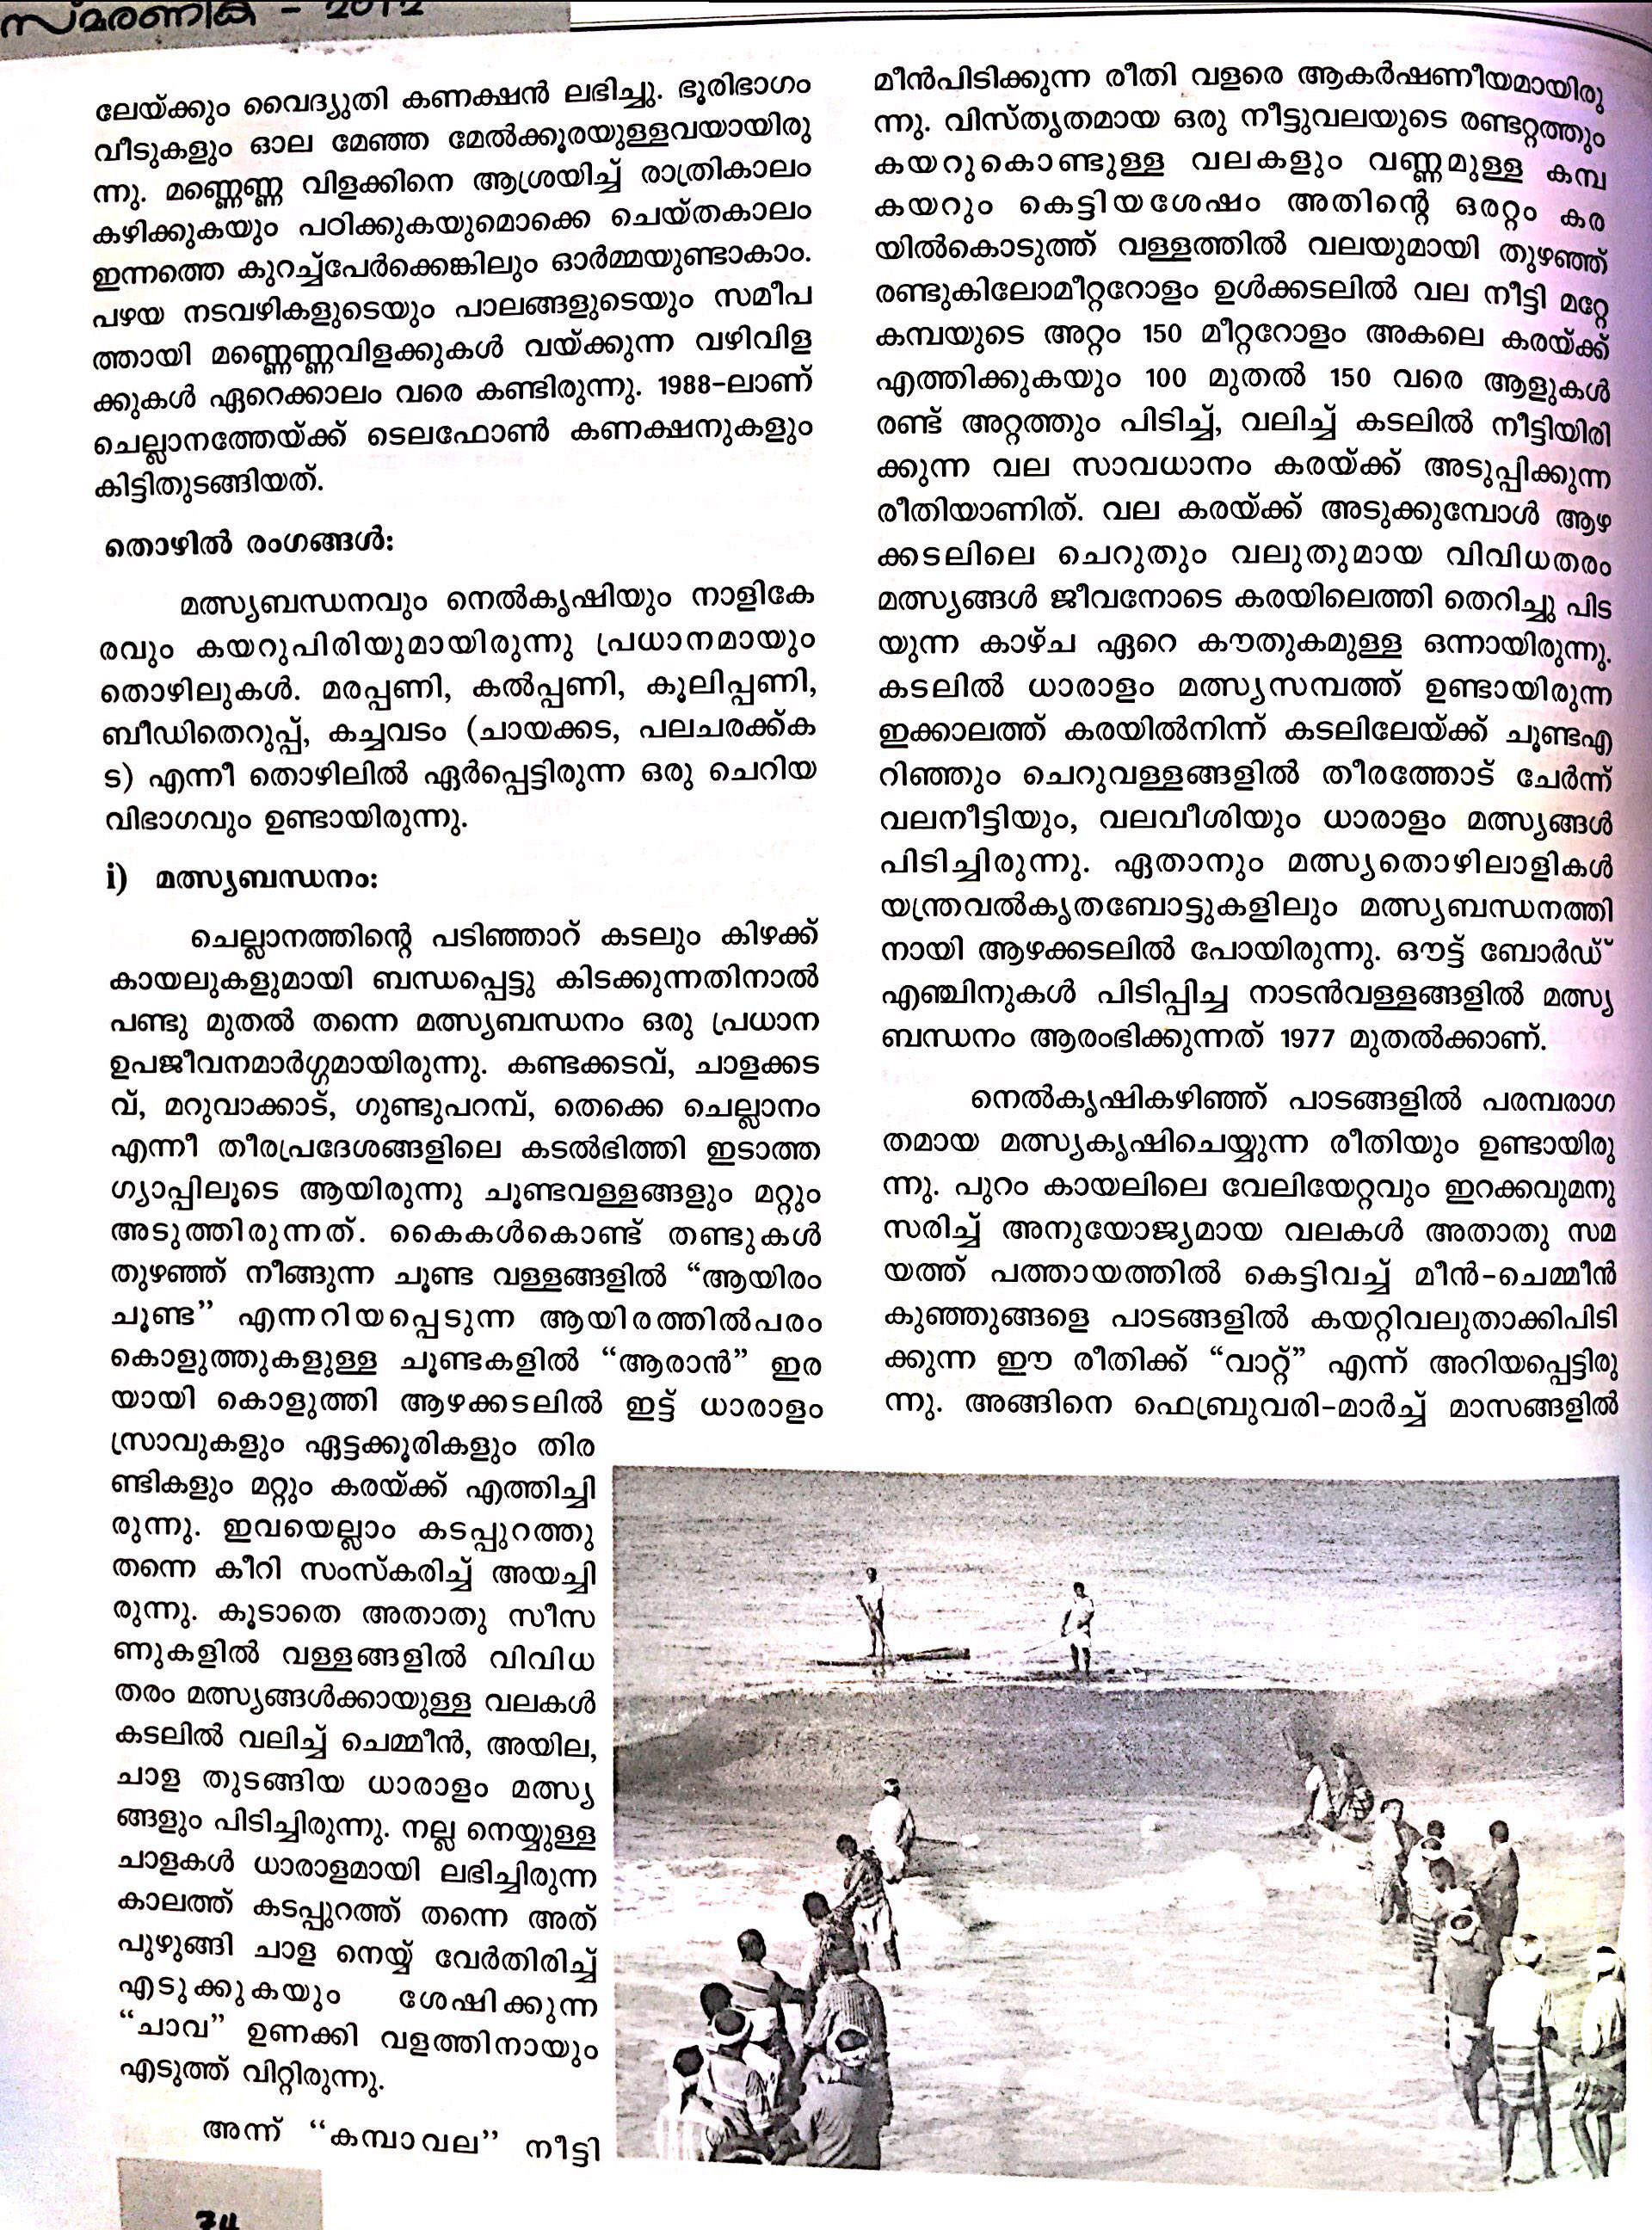 സ്മരണിക - 2012
ലേയ്ക്കും വൈദ്യുതി കണക്ഷൻ ലഭിച്ചു. ഭൂരിഭാഗം
വീടുകളും ഓല മേഞ്ഞ മേൽക്കൂരയുള്ളവയായിരു
ന്നു. മണ്ണെണ്ണ വിളക്കിനെ ആശ്രയിച്ച് രാത്രികാലം
കഴിക്കുകയും പഠിക്കുകയുമൊക്കെ ചെയ്തകാലം
ഇന്നത്തെ കുറച്ച്പേർക്കെങ്കിലും ഓർമ്മയുണ്ടാകാം.
പഴയ നടവഴികളുടെയും പാലങ്ങളുടെയും സമീപ
ത്തായി മണ്ണെണ്ണവിളക്കുകൾ വയ്ക്കുന്ന വഴിവിള
ക്കുകൾ ഏറെക്കാലം വരെ കണ്ടിരുന്നു. 1988-ലാണ്
ചെല്ലാനത്തേയ്ക്ക് ടെലഫോൺ കണക്ഷനുകളും
കിട്ടിതുടങ്ങിയത്.
തൊഴിൽ രംഗങ്ങൾ:
മത്സ്യബന്ധനവും നെൽകൃഷിയും നാളികേ
രവും കയറുപിരിയുമായിരുന്നു പ്രധാനമായും
തൊഴിലുകൾ. മരപ്പണി, കൽപ്പണി, കൂലിപ്പണി,
ബീഡിതെറുപ്പ്, കച്ചവടം (ചായക്കട, പലചരക്ക്ക
ട) എന്നീ തൊഴിലിൽ ഏർപ്പെട്ടിരുന്ന ഒരു ചെറിയ
വിഭാഗവും ഉണ്ടായിരുന്നു.
i) മത്സ്യബന്ധനം:
ചെല്ലാനത്തിന്റെ പടിഞ്ഞാറ് കടലും കിഴക്ക്
കായലുകളുമായി ബന്ധപ്പെട്ടു കിടക്കുന്നതിനാൽ
പണ്ടു മുതൽ തന്നെ മത്സ്യബന്ധനം ഒരു പ്രധാന
ഉപജീവനമാർഗ്ഗമായിരുന്നു. കണ്ടക്കടവ്, ചാളക്കട
വ്, മറുവാക്കാട്, ഗുണ്ടുപറമ്പ്, തെക്കെ ചെല്ലാനം
എന്നീ തീരപ്രദേശങ്ങളിലെ കടൽഭിത്തി ഇടാത്ത
ഗ്യാപ്പിലൂടെ ആയിരുന്നു ചൂണ്ടവള്ളങ്ങളും മറ്റും
അടുത്തിരുന്നത്. കൈകൾകൊണ്ട് തണ്ടുകൾ
തുഴഞ്ഞ് നീങ്ങുന്ന ചൂണ്ട വള്ളങ്ങളിൽ “ആയിരം
ചൂണ്ട” എന്നറിയപ്പെടുന്ന ആയിരത്തിൽപരം
കൊളുത്തുകളുള്ള ചൂണ്ടകളിൽ “ആരാൻ” ഇര
യായി കൊളുത്തി ആഴക്കടലിൽ ഇട്ട് ധാരാളം
സ്രാവുകളും ഏട്ടക്കൂരികളും തിര
ണ്ടികളും മറ്റും കരയ്ക്ക് എത്തിച്ചി
രുന്നു. ഇവയെല്ലാം കടപ്പുറത്തു
തന്നെ കീറി സംസ്കരിച്ച് അയച്ചി
രുന്നു. കൂടാതെ അതാതു സീസ
ണുകളിൽ വള്ളങ്ങളിൽ വിവിധ
തരം മത്സ്യങ്ങൾക്കായുള്ള വലകൾ
കടലിൽ വലിച്ച് ചെമ്മീൻ, അയില,
ചാള തുടങ്ങിയ ധാരാളം മത്സ്യ
ങ്ങളും പിടിച്ചിരുന്നു. നല്ല നെയ്യുള്ള
ചാളകൾ ധാരാളമായി ലഭിച്ചിരുന്ന
കാലത്ത് കടപ്പുറത്ത് തന്നെ അത്
പുഴുങ്ങി ചാള നെയ്യ് വേർതിരിച്ച്
എടുക്കുകയും ശേഷിക്കുന്ന
“ചാവ” ഉണക്കി വളത്തിനായും
എടുത്ത് വിറ്റിരുന്നു.
അന്ന് “കമ്പാവല” നീട്ടി
മീൻപിടിക്കുന്ന രീതി വളരെ ആകർഷണീയമായിരു
ന്നു. വിസ്തൃതമായ ഒരു നീട്ടുവലയുടെ രണ്ടറ്റത്തും
കയറുകൊണ്ടുള്ള വലകളും വണ്ണമുള്ള കമ്പ
കയറും കെട്ടിയശേഷം അതിന്റെ ഒരറ്റം കര
യിൽകൊടുത്ത് വള്ളത്തിൽ വലയുമായി തുഴഞ്ഞ്
രണ്ടുകിലോമീറ്ററോളം ഉൾക്കടലിൽ വല നീട്ടി മറ്റേ
കമ്പയുടെ അറ്റം 150 മീറ്ററോളം അകലെ കരയ്ക്ക്
എത്തിക്കുകയും 100 മുതൽ 150 വരെ ആളുകൾ
രണ്ട് അറ്റത്തും പിടിച്ച്, വലിച്ച് കടലിൽ നീട്ടിയിരി
ക്കുന്ന വല സാവധാനം കരയ്ക്ക് അടുപ്പിക്കുന്ന
രീതിയാണിത്. വല കരയ്ക്ക് അടുക്കുമ്പോൾ ആഴ
ക്കടലിലെ ചെറുതും വലുതുമായ വിവിധതരം
മത്സ്യങ്ങൾ ജീവനോടെ കരയിലെത്തി തെറിച്ചു പിട
യുന്ന കാഴ്ച ഏറെ കൗതുകമുള്ള ഒന്നായിരുന്നു.
കടലിൽ ധാരാളം മത്സ്യസമ്പത്ത് ഉണ്ടായിരുന്ന
ഇക്കാലത്ത് കരയിൽനിന്ന് കടലിലേയ്ക്ക് ചൂണ്ടഎ
റിഞ്ഞും ചെറുവള്ളങ്ങളിൽ തീരത്തോട് ചേർന്ന്
വലനീട്ടിയും, വലവീശിയും ധാരാളം മത്സ്യങ്ങൾ
പിടിച്ചിരുന്നു. ഏതാനും മത്സ്യതൊഴിലാളികൾ
യന്ത്രവൽകൃതബോട്ടുകളിലും മത്സ്യബന്ധനത്തി
നായി ആഴക്കടലിൽ പോയിരുന്നു. ഔട്ട് ബോർഡ്
എഞ്ചിനുകൾ പിടിപ്പിച്ച നാടൻവള്ളങ്ങളിൽ മത്സ്യ
ബന്ധനം ആരംഭിക്കുന്നത് 1977 മുതൽക്കാണ്.
നെൽകൃഷികഴിഞ്ഞ് പാടങ്ങളിൽ പരമ്പരാഗ
തമായ മത്സ്യകൃഷിചെയ്യുന്ന രീതിയും ഉണ്ടായിരു
ന്നു. പുറം കായലിലെ വേലിയേറ്റവും ഇറക്കവുമനു
സരിച്ച് അനുയോജ്യമായ വലകൾ അതാതു സമ
യത്ത് പത്തായത്തിൽ കെട്ടിവച്ച് മീൻ-ചെമ്മീൻ
കുഞ്ഞുങ്ങളെ പാടങ്ങളിൽ കയറ്റിവലുതാക്കിപിടി
ക്കുന്ന ഈ രീതിക്ക് “വാറ്റ്” എന്ന് അറിയപ്പെട്ടിരു
ന്നു. അങ്ങിനെ ഫെബ്രുവരി-മാർച്ച് മാസങ്ങളിൽ
74